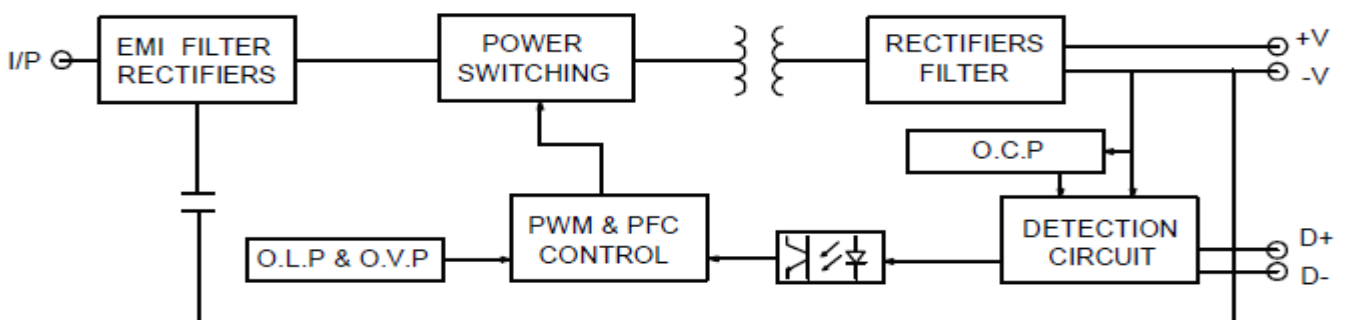 I/P
EMI FILTER
RECTIFIERS
POWER
SWITCHING
RECTIFIERS
FILTER
+V
-V
O.C.P
PWM & PFC
CONTROL
O.L.P & O.V.P
DETECTION
CIRCUIT
D+
D-